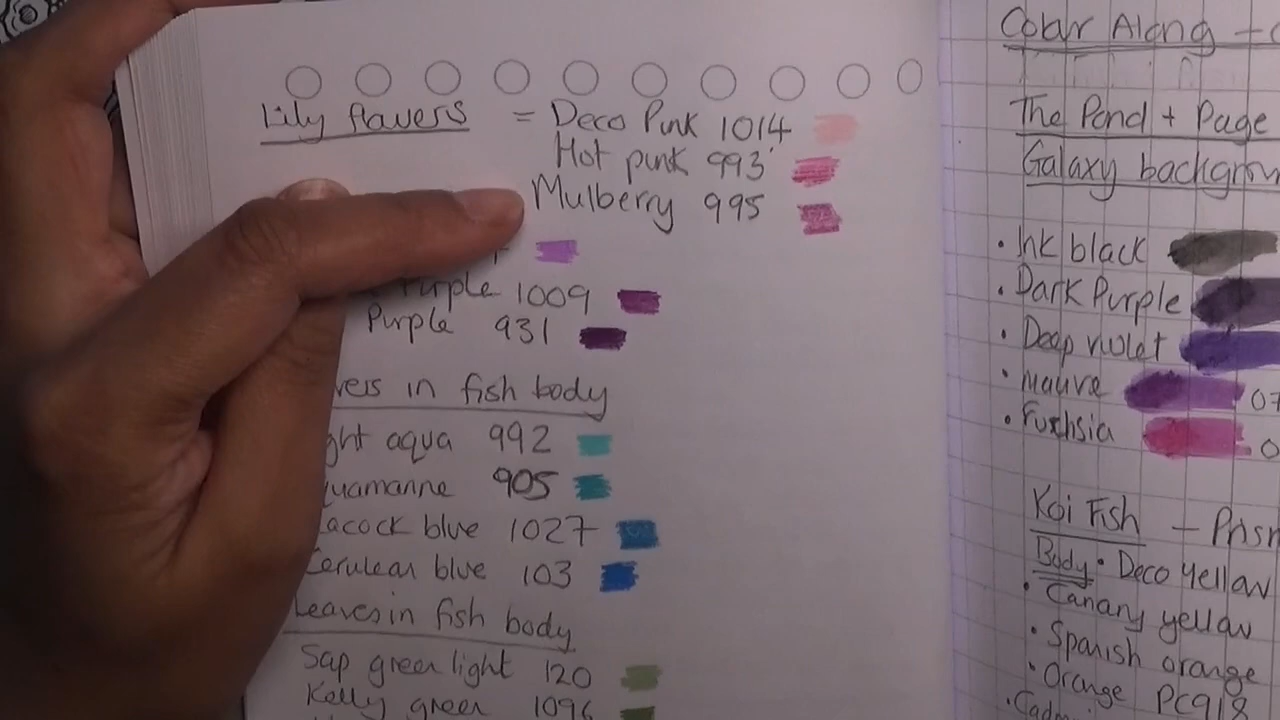 Lily flowers = Deco Pink 1014
Hot pink 993
Mulberry 995
Purple 1009
Purple 931
in fish body
aqua 992
905
blue 1027
Cerulean blue 103
Leaves in fish body
Sap green light 120
Kelly green 1096
Colour Along -
The Pond + Page
Galaxy
• Ink black
• Dark Purple
• Deep violet
• Mauve 07
• Fuchsia 0
Koi Fish -
Body • Deco Yellow
• Canary yellow
• Spanish orange
• Orange PC918